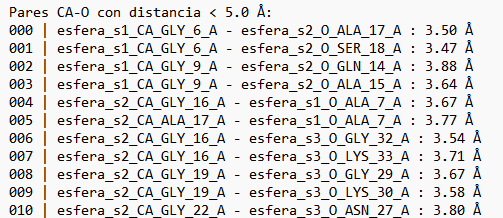 Pares CA-O con distancia < 5.0 Å:
000 | esfera_s1_CA_GLY_6_A - esfera_s2_O_ALA_17_A : 3.50 Å
001 | esfera_s1_CA_GLY_6_A - esfera_s2_O_SER_18_A : 3.47 Å
002 | esfera_s1_CA_GLY_9_A - esfera_s2_O_GLN_14_A : 3.88 Å
003 | esfera_s1_CA_GLY_9_A - esfera_s2_O_ALA_15_A : 3.64 Å
004 | esfera_s2_CA_GLY_16_A - esfera_s1_O_ALA_7_A : 3.67 Å
005 | esfera_s2_CA_ALA_17_A - esfera_s1_O_ALA_7_A : 3.77 Å
006 | esfera_s2_CA_GLY_16_A - esfera_s3_O_GLY_32_A : 3.54 Å
007 | esfera_s2_CA_GLY_16_A - esfera_s3_O_LYS_33_A : 3.71 Å
008 | esfera_s2_CA_GLY_19_A - esfera_s3_O_GLY_29_A : 3.67 Å
009 | esfera_s2_CA_GLY_19_A - esfera_s3_O_LYS_30_A : 3.58 Å
010 | esfera_s2_CA_GLY_22_A - esfera_s3_O_ASN_27_A : 3.80 Å